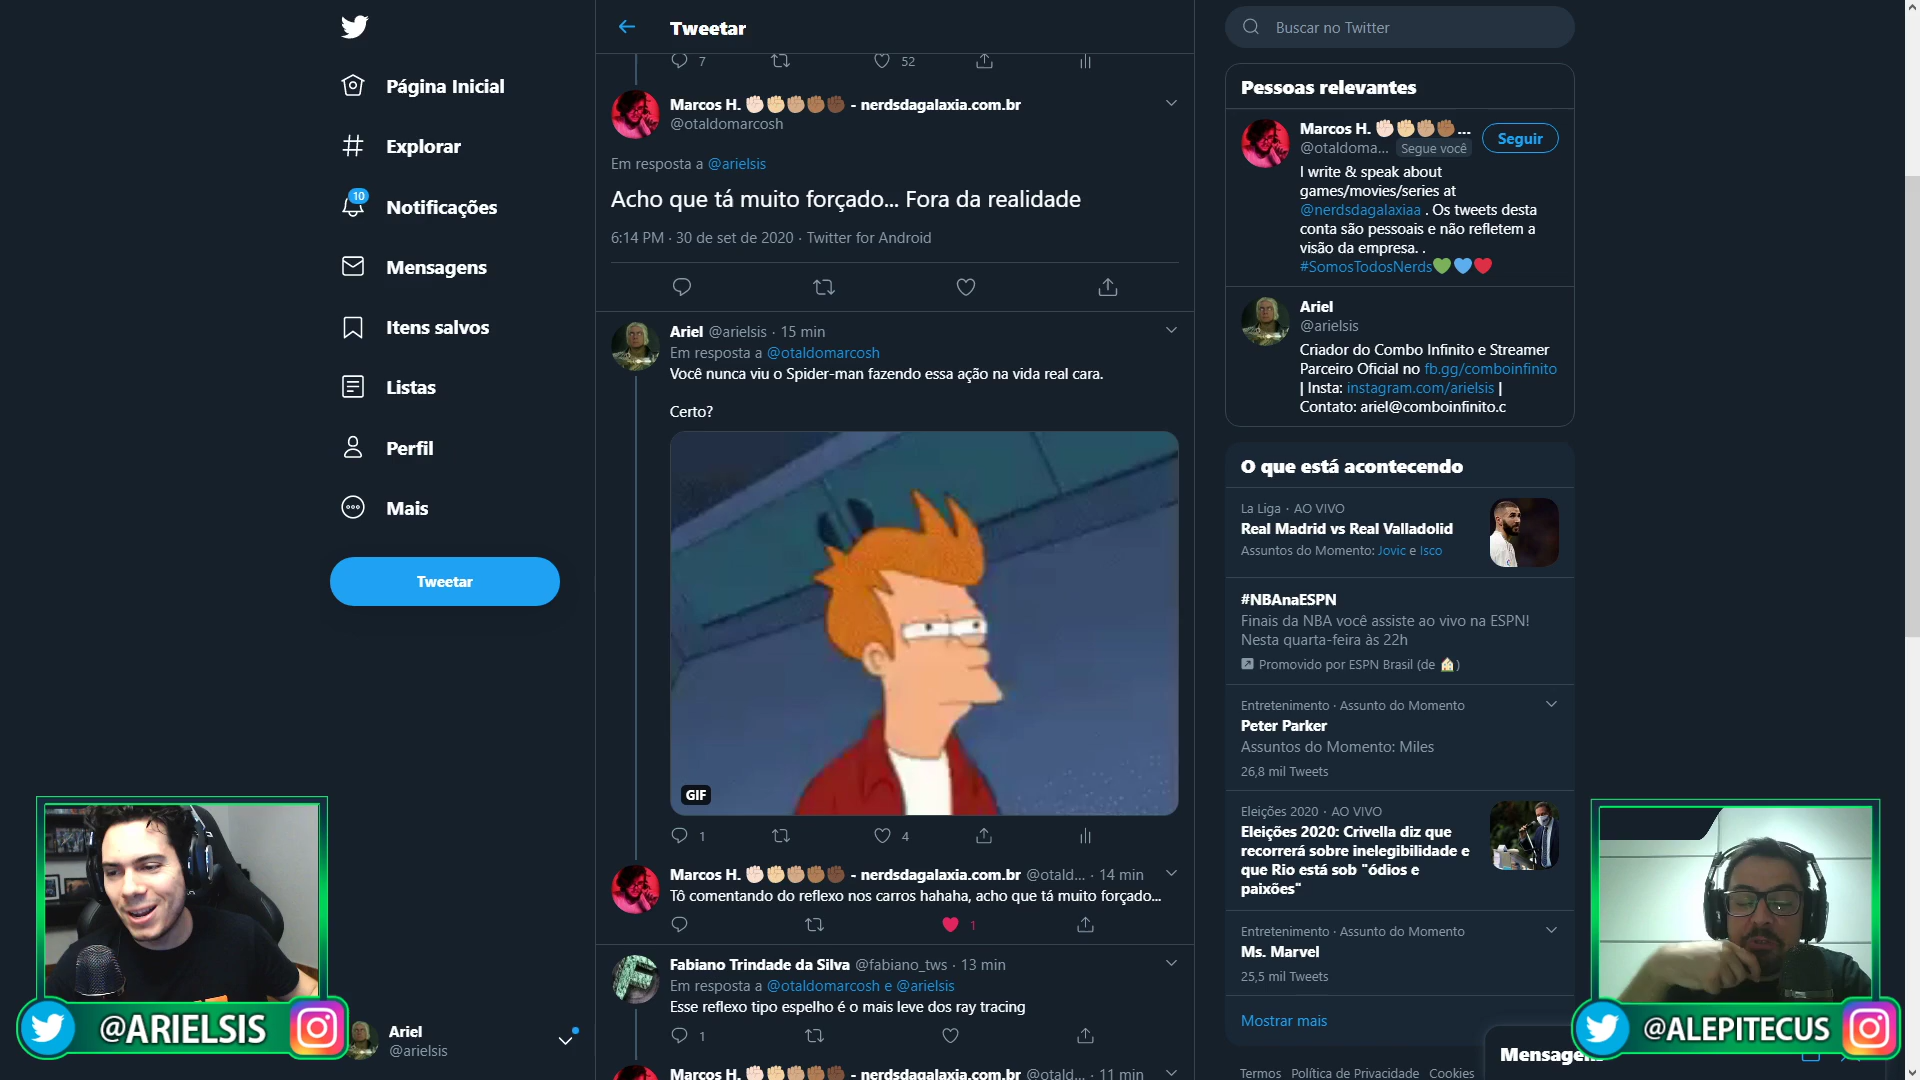 Página Inicial
Explorar
10
Notificações
Mensagens
Itens salvos
Listas
Perfil
Mais
Tweetar
Ariel
@arielsis
@ARIELSIS
Tweetar
7
52
Marcos H. ✊🏻✊🏼✊🏽✊🏾✊🏿 - nerdsdagalaxia.com.br
@otaldomarcosh
Em resposta a @arielsis
Acho que tá muito forçado... Fora da realidade
6:14 PM · 30 de set de 2020 · Twitter for Android
Ariel @arielsis · 15 min
Em resposta a @otaldomarcosh
Você nunca viu o Spider-man fazendo essa ação na vida real cara.
Certo?
GIF
1
4
Marcos H. ✊🏻✊🏼✊🏽✊🏾✊🏿 - nerdsdagalaxia.com.br @otald... · 14 min
Tô comentando do reflexo nos carros hahaha, acho que tá muito forçado...
1
Fabiano Trindade da Silva @fabiano_tws · 13 min
Em resposta a @otaldomarcosh e @arielsis
Esse reflexo tipo espelho é o mais leve dos ray tracing
1
Marcos H. ✊🏻✊🏼✊🏽✊🏾✊🏿 - nerdsdagalaxia.com.br @otald... · 11 min
Buscar no Twitter
Pessoas relevantes
Marcos H. ✊🏻✊🏼✊🏽✊🏾...
@otaldoma... Segue você
Seguir
I write & speak about
games/movies/series at
@nerdsdagalaxiaa . Os tweets desta
conta são pessoais e não refletem a
visão da empresa. .
#SomosTodosNerds💚💙❤️
Ariel
@arielsis
Criador do Combo Infinito e Streamer
Parceiro Oficial no fb.gg/comboinfinito
| Insta: instagram.com/arielsis |
Contato: ariel@comboinfinito.c
O que está acontecendo
La Liga · AO VIVO
Real Madrid vs Real Valladolid
Assuntos do Momento: Jovic e Isco
#NBAnaESPN
Finais da NBA você assiste ao vivo na ESPN!
Nesta quarta-feira às 22h
Promovido por ESPN Brasil (de 🏠)
Entretenimento · Assunto do Momento
Peter Parker
Assuntos do Momento: Miles
26,8 mil Tweets
Eleições 2020 · AO VIVO
Eleições 2020: Crivella diz que
recorrerá sobre inelegibilidade e
que Rio está sob "ódios e
paixões"
Entretenimento · Assunto do Momento
Ms. Marvel
25,5 mil Tweets
Mostrar mais
Termos Política de Privacidade Cookies
Mensagens
@ALEPITECUS